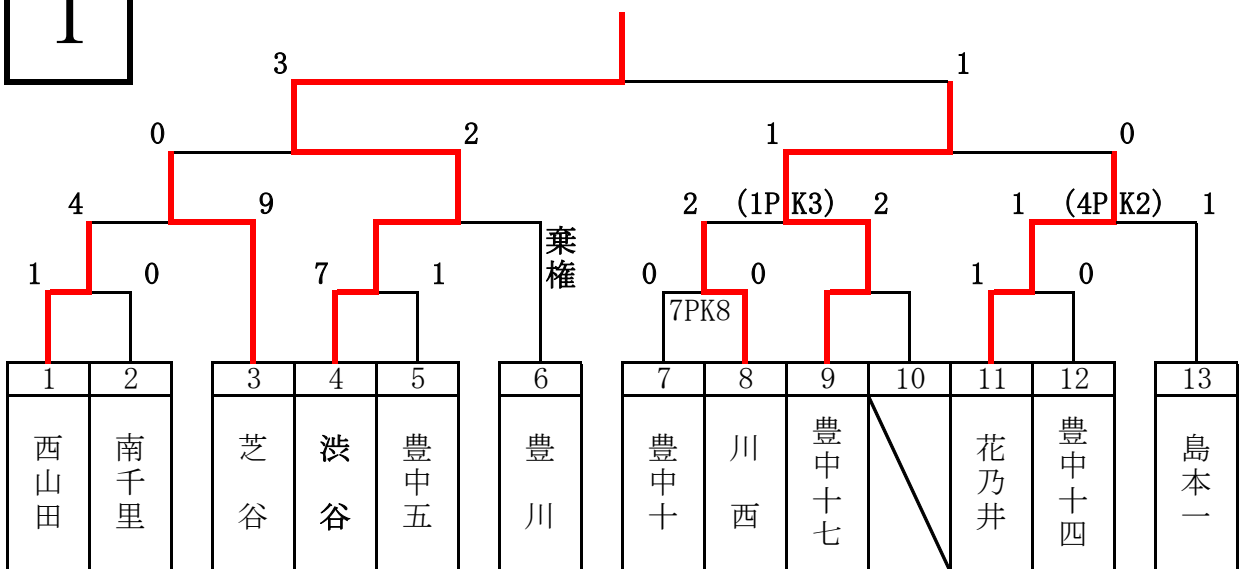 1
3 1
0 2 1 0
4 9 2 (1PK3) 2 1 (4PK2) 1
棄権
1 0 7 1 0 0 1 0
7PK8
1 2 3 4 5 6 7 8 9 10 11 12 13
西山田
南千里
芝谷
渋谷
豊中五
豊川
豊中十
川西
豊中十七
花乃井
豊中十四
島本一